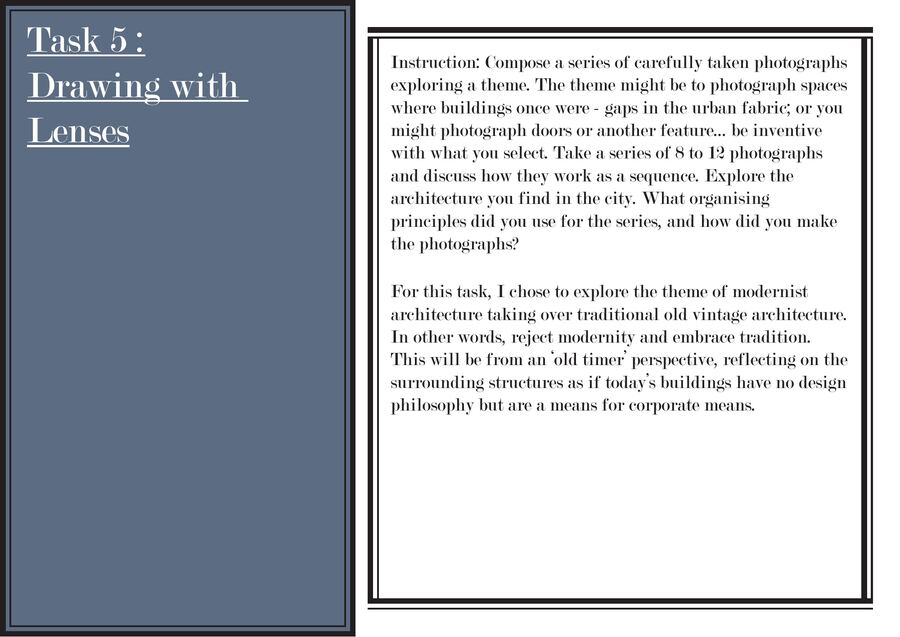 Task 5 :
Drawing with
Lenses
Instruction: Compose a series of carefully taken photographs
exploring a theme. The theme might be to photograph spaces
where buildings once were - gaps in the urban fabric; or you
might photograph doors or another feature... be inventive
with what you select. Take a series of 8 to 12 photographs
and discuss how they work as a sequence. Explore the
architecture you find in the city. What organising
principles did you use for the series, and how did you make
the photographs?
For this task, I chose to explore the theme of modernist
architecture taking over traditional old vintage architecture.
In other words, reject modernity and embrace tradition.
This will be from an ‘old timer’ perspective, reflecting on the
surrounding structures as if today’s buildings have no design
philosophy but are a means for corporate means.